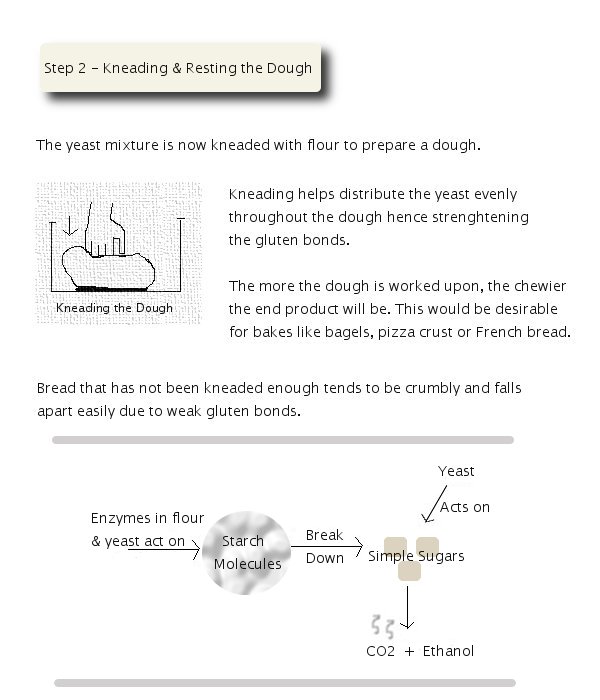 Step 2 – Kneading & Resting the Dough
The yeast mixture is now kneaded with flour to prepare a dough.
Kneading the Dough
Kneading helps distribute the yeast evenly
throughout the dough hence strenghtening
the gluten bonds.
The more the dough is worked upon, the chewier
the end product will be. This would be desirable
for bakes like bagels, pizza crust or French bread.
Bread that has not been kneaded enough tends to be crumbly and falls
apart easily due to weak gluten bonds.
Enzymes in flour
& yeast act on
Starch
Molecules
Break
Down
Yeast
Acts on
Simple Sugars
CO2 + Ethanol